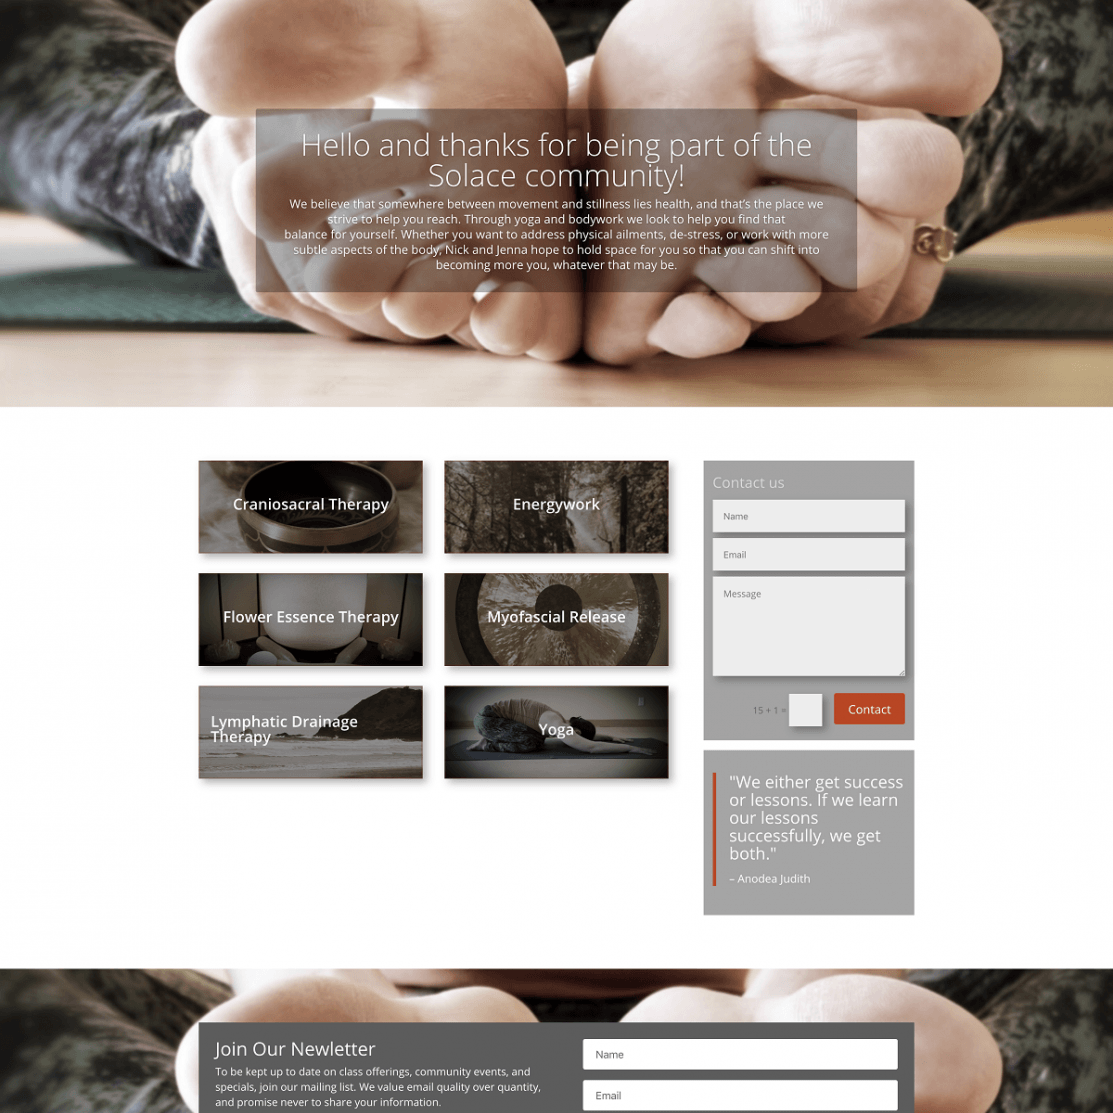 Hello and thanks for being part of the
Solace community!
We believe that somewhere between movement and stillness lies health, and that's the place we
strive to help you reach. Through yoga and bodywork we look to help you find that
balance for yourself. Whether you want to address physical ailments, de-stress, or work with more
subtle aspects of the body, Nick and Jenna hope to hold space for you so that you can shift into
becoming more you, whatever that may be.
Craniosacral Therapy
Energywork
Flower Essence Therapy
Myofascial Release
Lymphatic Drainage
Therapy
Yoga
Contact us
Name
Email
Message
15 + 1 =
Contact
"We either get success
or lessons. If we learn
our lessons
successfully, we get
both."
– Anodea Judith
Join Our Newletter
To be kept up to date on class offerings, community events, and
specials, join our mailing list. We value email quality over quantity,
and promise never to share your information.
Name
Email